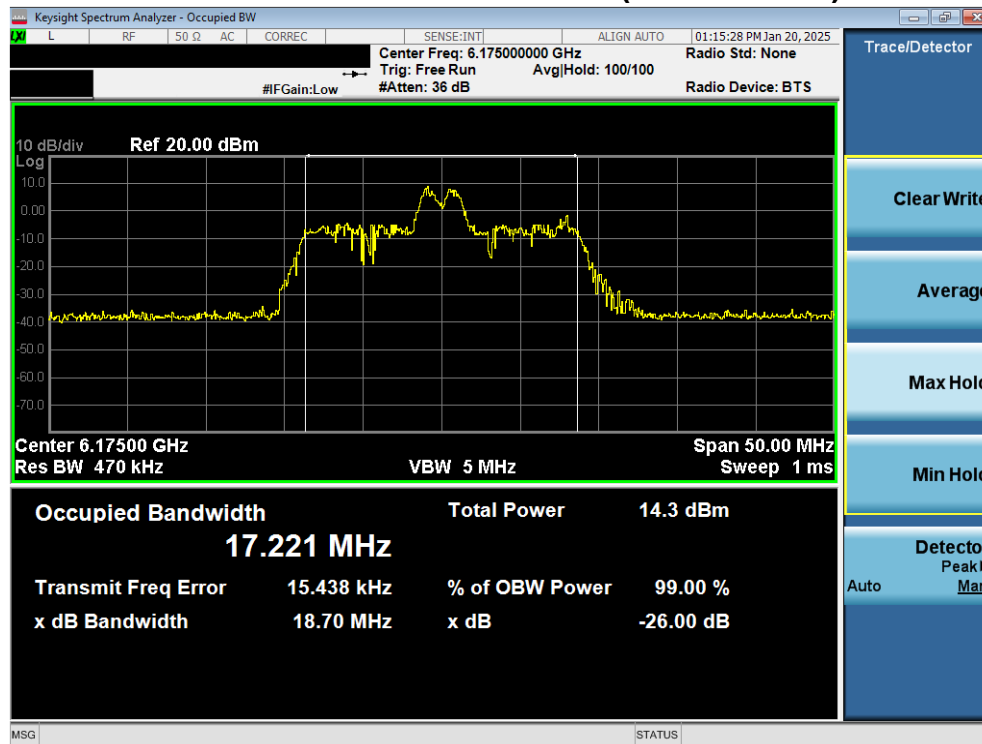 Keysight Spectrum Analyzer - Occupied BW
LXI L RF 50 Ω AC CORREC SENSE:INT ALIGN AUTO 01:15:28 PM Jan 20, 2025
Center Freq: 6.175000000 GHz Radio Std: None
Trig: Free Run Avg|Hold: 100/100
#IFGain:Low #Atten: 36 dB Radio Device: BTS
Trace/Detector
10 dB/div Ref 20.00 dBm
Log
10.0
0.00
-10.0
-20.0
-30.0
-40.0
-50.0
-60.0
-70.0
Center 6.17500 GHz Span 50.00 MHz
Res BW 470 kHz VBW 5 MHz Sweep 1 ms
Occupied Bandwidth Total Power 14.3 dBm
17.221 MHz
Transmit Freq Error 15.438 kHz % of OBW Power 99.00 %
x dB Bandwidth 18.70 MHz x dB -26.00 dB
Clear Write
Average
Max Hold
Min Hold
Detecto
Peak
Auto Man
MSG STATUS